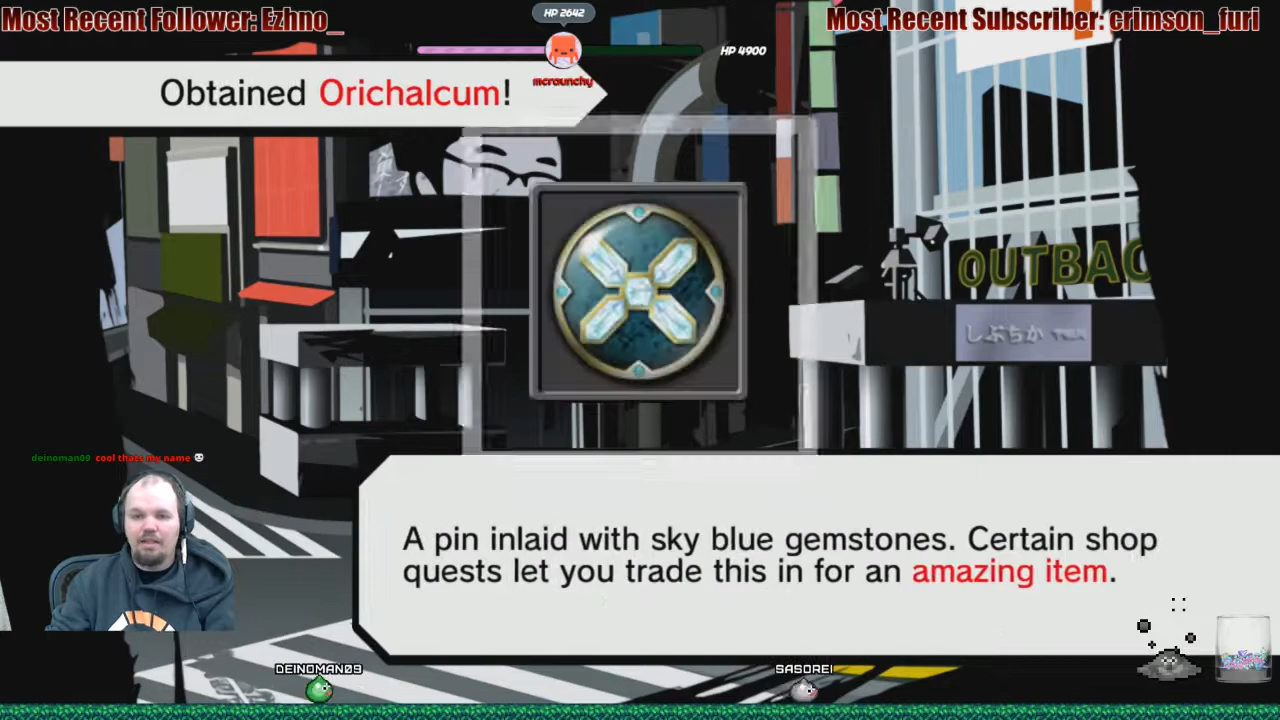 Most Recent Follower: Ezhno_
HP 2642
Most Recent Subscriber: crimson_furi
HP 4900
mcraunchy
Obtained Orichalcum!
OUTBAC
しぶちか
deinoman09 cool thats my name
A pin inlaid with sky blue gemstones. Certain shop
quests let you trade this in for an amazing item.
DEINOMAN09
SASOREI